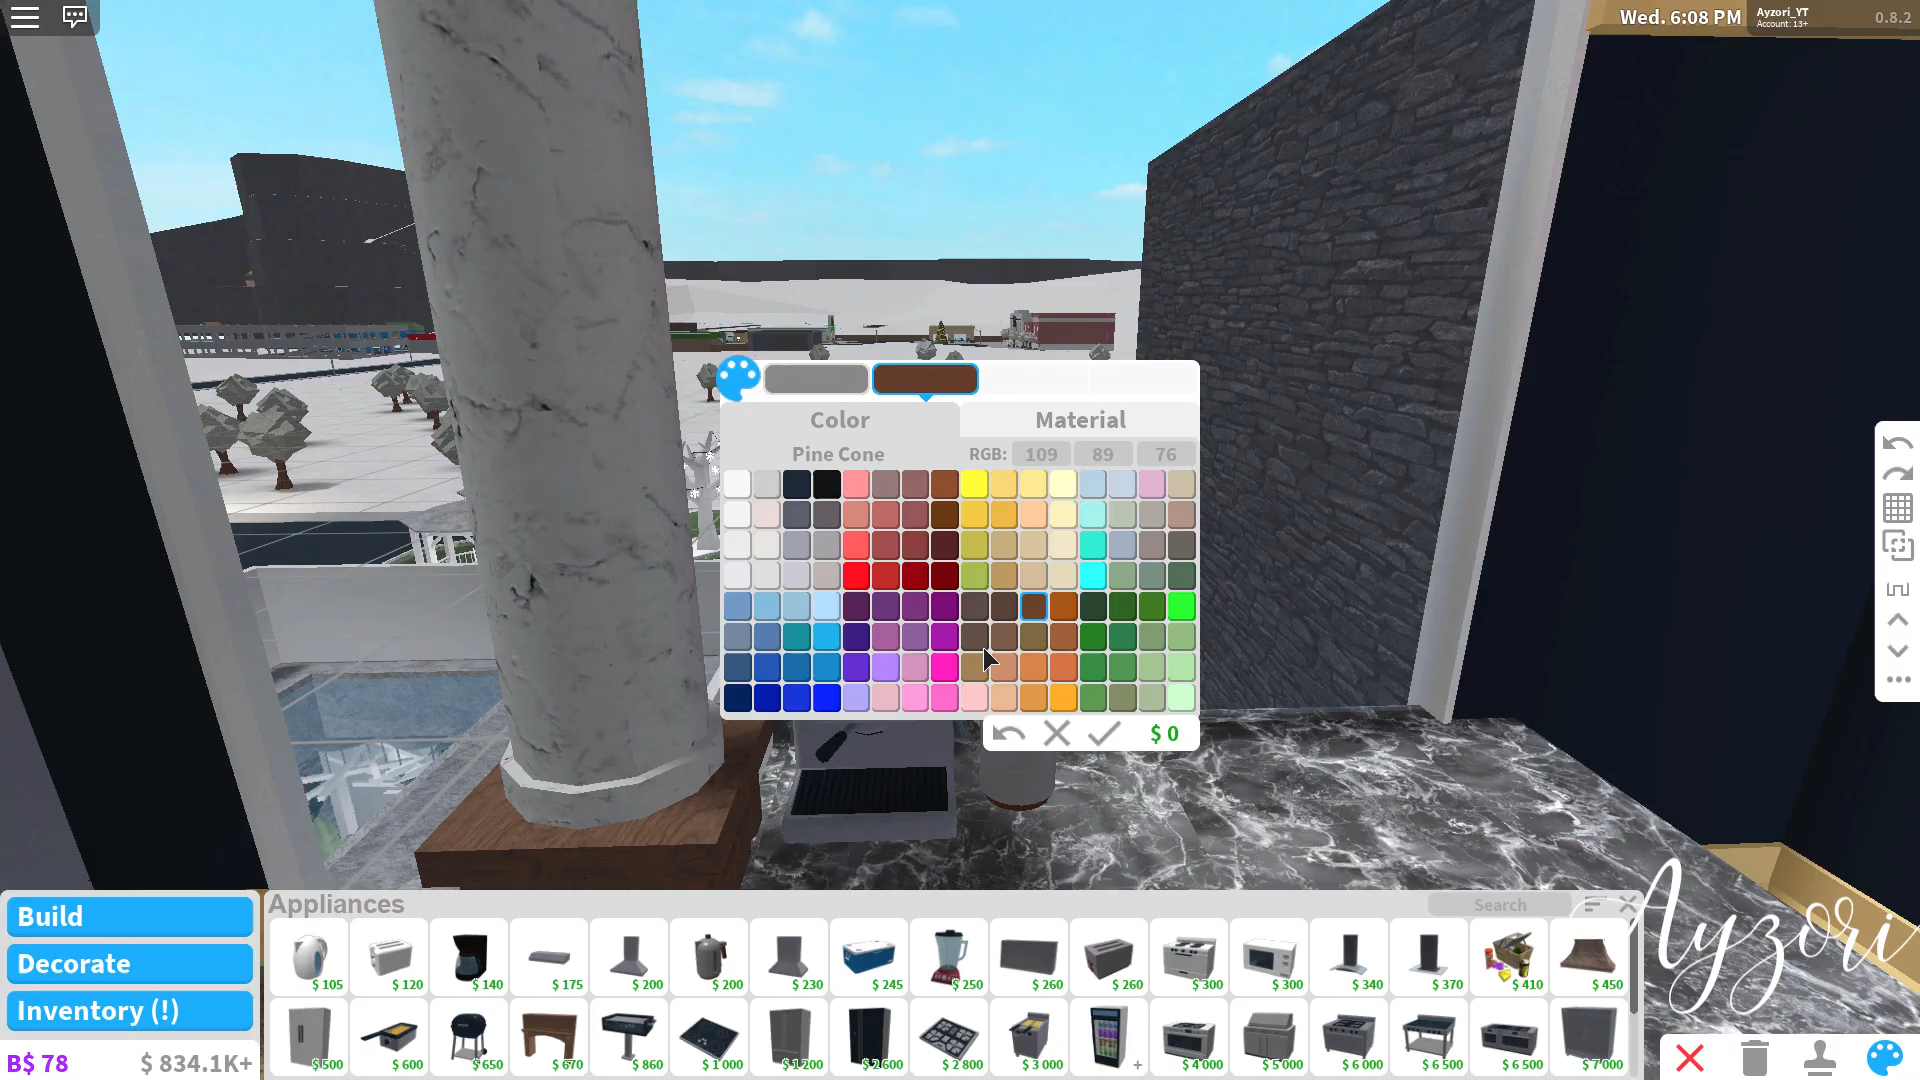 Wed. 6:08 PM
Ayzori_YT
Account: 13+
0.8.2
Color
Material
Pine Cone
RGB: 109 89 76
$ 0
Build
Decorate
Inventory (!)
B$ 78
$ 834.1K+
Appliances
Search
$ 105 $ 120 $ 140 $ 175 $ 200 $ 200 $ 230 $ 245 $ 250 $ 260 $ 260 $ 300 $ 300 $ 340 $ 370 $ 410 $ 450
$ 500 $ 600 $ 650 $ 670 $ 860 $ 1 000 $ 1 200 $ 2 600 $ 2 800 $ 3 000 + $ 4 000 $ 5 000 $ 6 000 $ 6 500 $ 6 500 $ 7 000
Ayzori